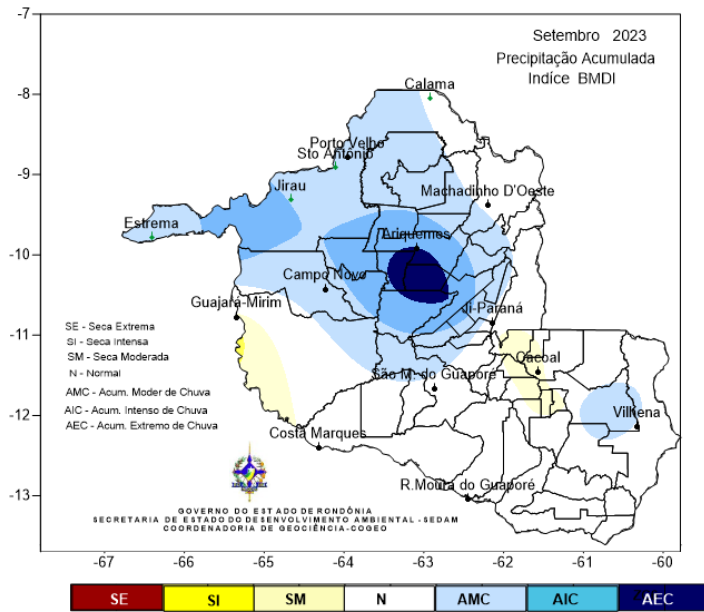 Setembro 2023
Precipitação Acumulada
Indíce BMDI
-7
-8
-9
-10
-11
-12
-13
Calama
Porto Velho
Sto Antônio
Jirau
Machadinho D'Oeste
Estrema
Ariquemes
Campo Novo
Guajará-Mirim
Ji-Paraná
Cacoal
São M. do Guaporé
Vilhena
Costa Marques
R.Moura do Guaporé
SE - Seca Extrema
SI - Seca Intensa
SM - Seca Moderada
N - Normal
AMC - Acum. Moder de Chuva
AIC - Acum. Intenso de Chuva
AEC - Acum. Extremo de Chuva
GOVERNO DO ESTADO DE RONDÔNIA
SECRETARIA DE ESTADO DO DESENVOLVIMENTO AMBIENTAL - SEDAM
COORDENADORIA DE GEOCIÊNCIA-COGEO
-67 -66 -65 -64 -63 -62 -61 -60
SE SI SM N AMC AIC AEC